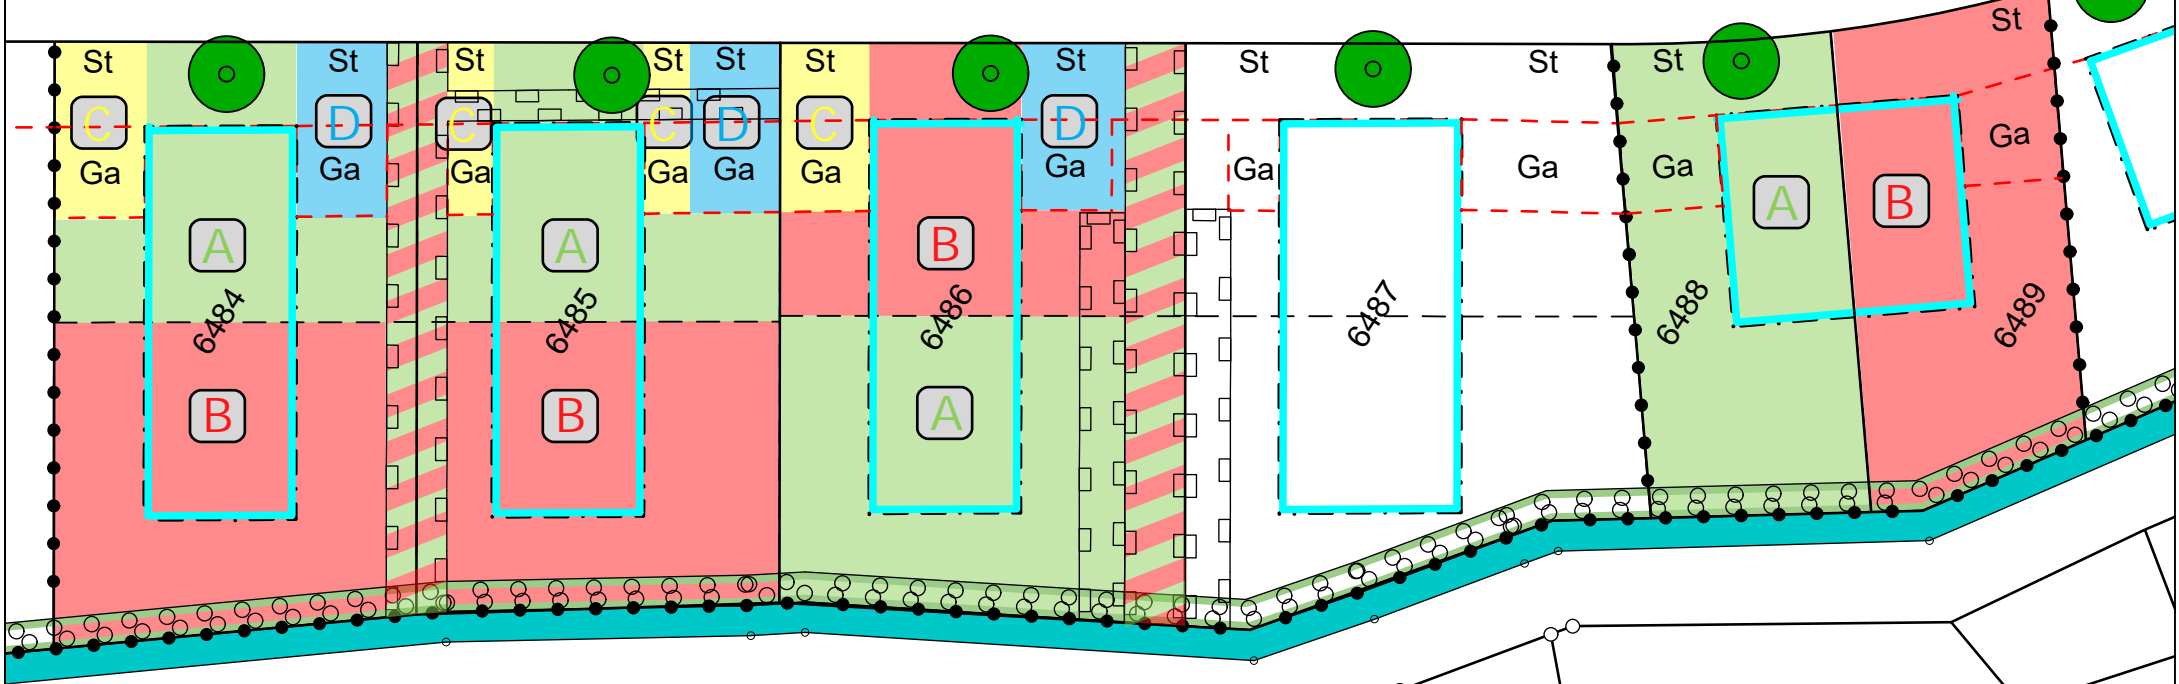 St St St St St St St St St St St
C D C C D C D
Ga Ga Ga Ga Ga Ga Ga Ga Ga Ga Ga
A A B A B
6484 6485 6486 6487 6488 6489
B B A